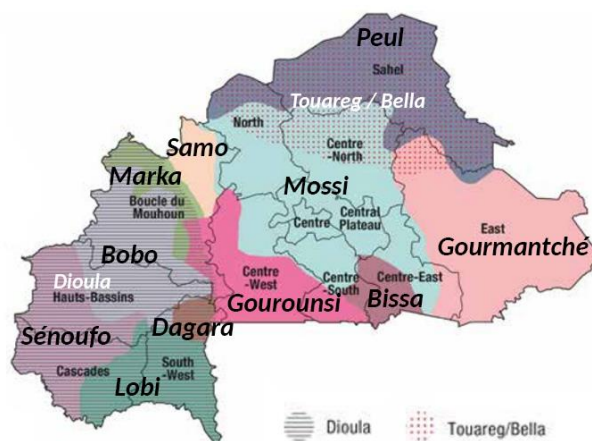 Peul
Sahel
Touareg / Bella
North
Samo
Centre
-North
Marka
Mossi
Boucle du
Mouhoun
Centre
Central
Plateau
East
Gourmantché
Bobo
Dioula
Hauts-Bassins
Centre
-West
Centre
-South
Centre-East
Gourounsi
Bissa
Sénoufo
Dagara
Cascades
South
-West
Lobi
Dioula
Touareg/Bella